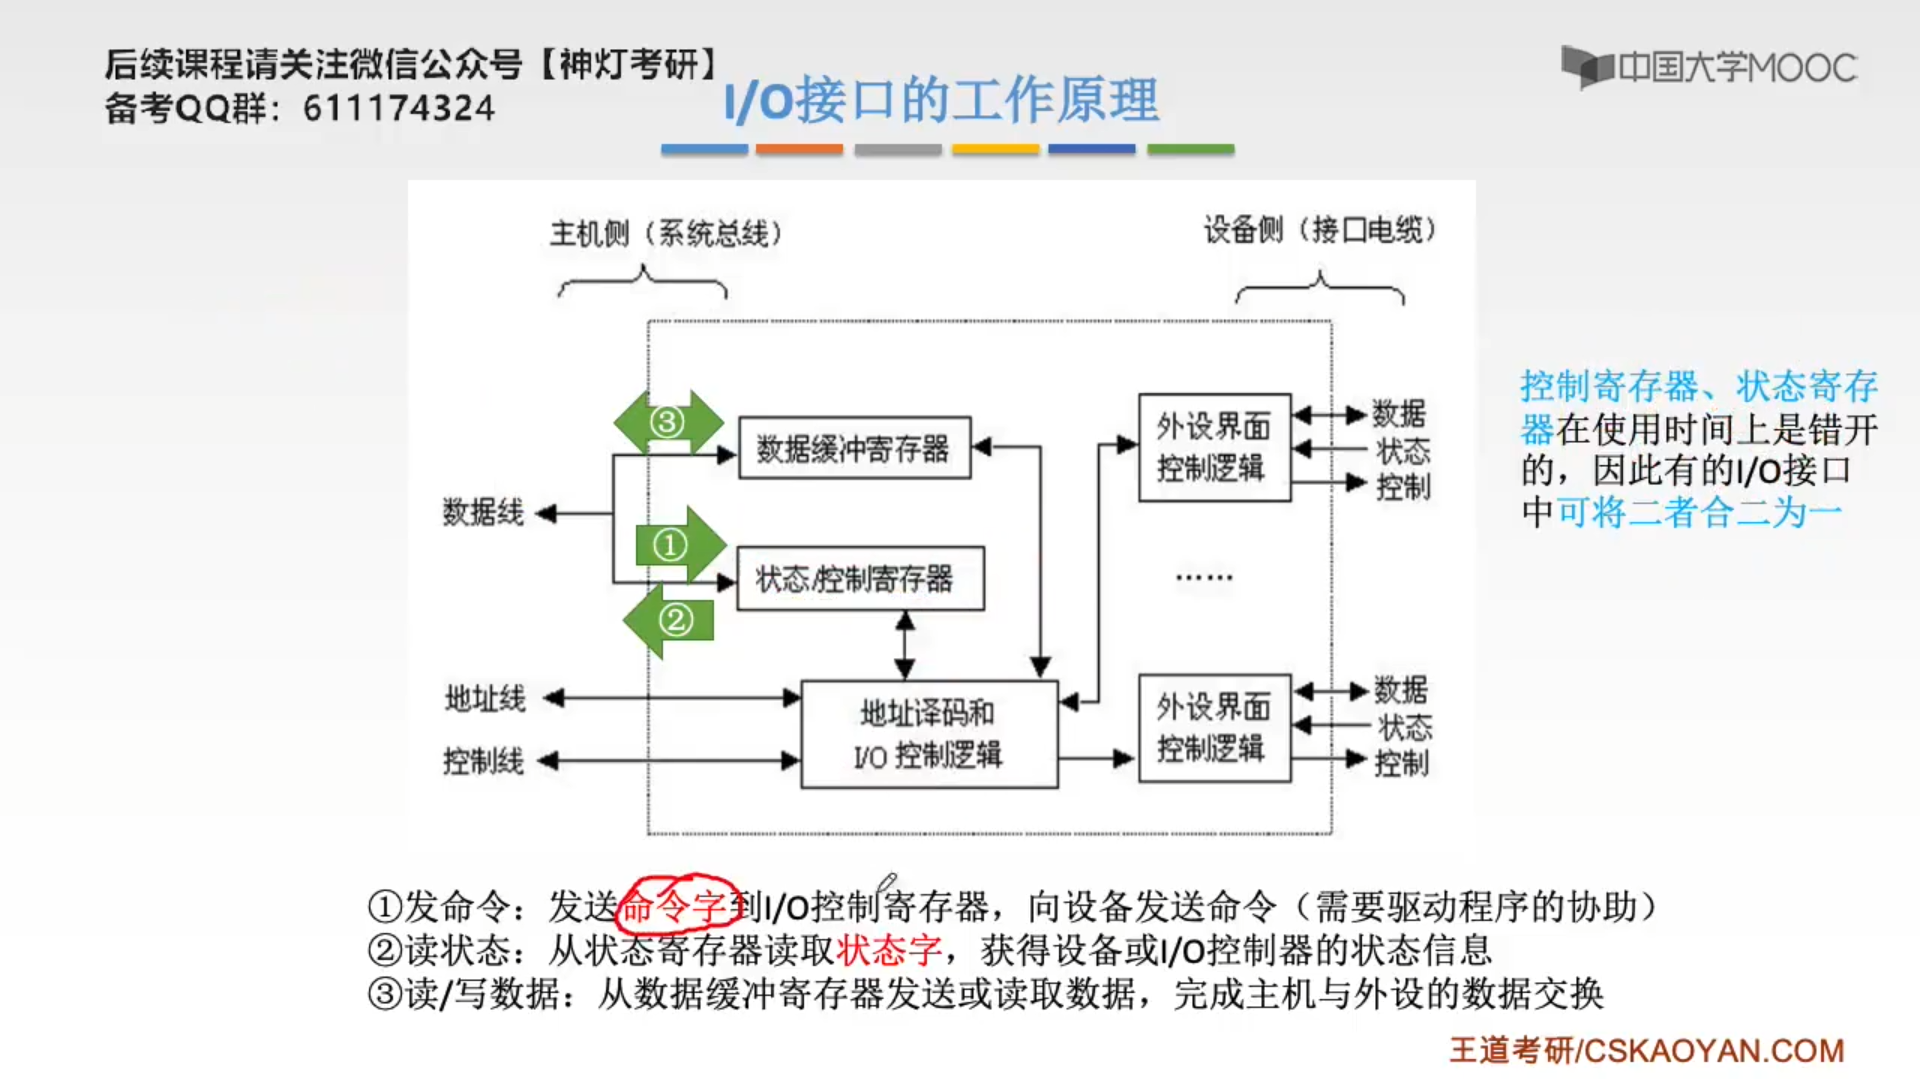 后续课程请关注微信公众号【神灯考研】
备考QQ群：611174324
中国大学MOOC
I/O接口的工作原理
主机侧（系统总线）
设备侧（接口电缆）
③
数据缓冲寄存器
外设界面
控制逻辑
数据
状态
控制
数据线
①
状态/控制寄存器
②
……
地址线
控制线
地址译码和
I/O 控制逻辑
外设界面
控制逻辑
数据
状态
控制
控制寄存器、状态寄存
器在使用时间上是错开
的，因此有的I/O接口
中可将二者合二为一
①发命令：发送命令字到I/O控制寄存器，向设备发送命令（需要驱动程序的协助）
②读状态：从状态寄存器读取状态字，获得设备或I/O控制器的状态信息
③读/写数据：从数据缓冲寄存器发送或读取数据，完成主机与外设的数据交换
王道考研/CSKAOYAN.COM